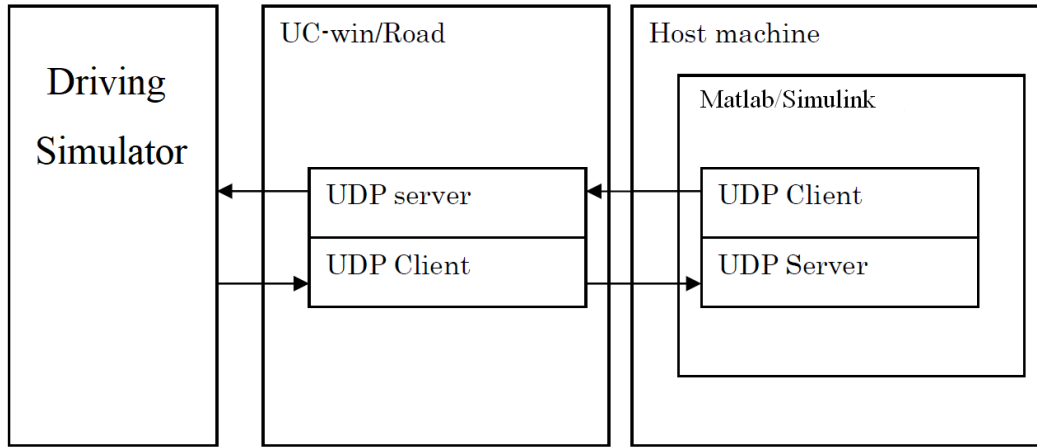 Driving
Simulator
UC-win/Road
UDP server
UDP Client
Host machine
Matlab/Simulink
UDP Client
UDP Server